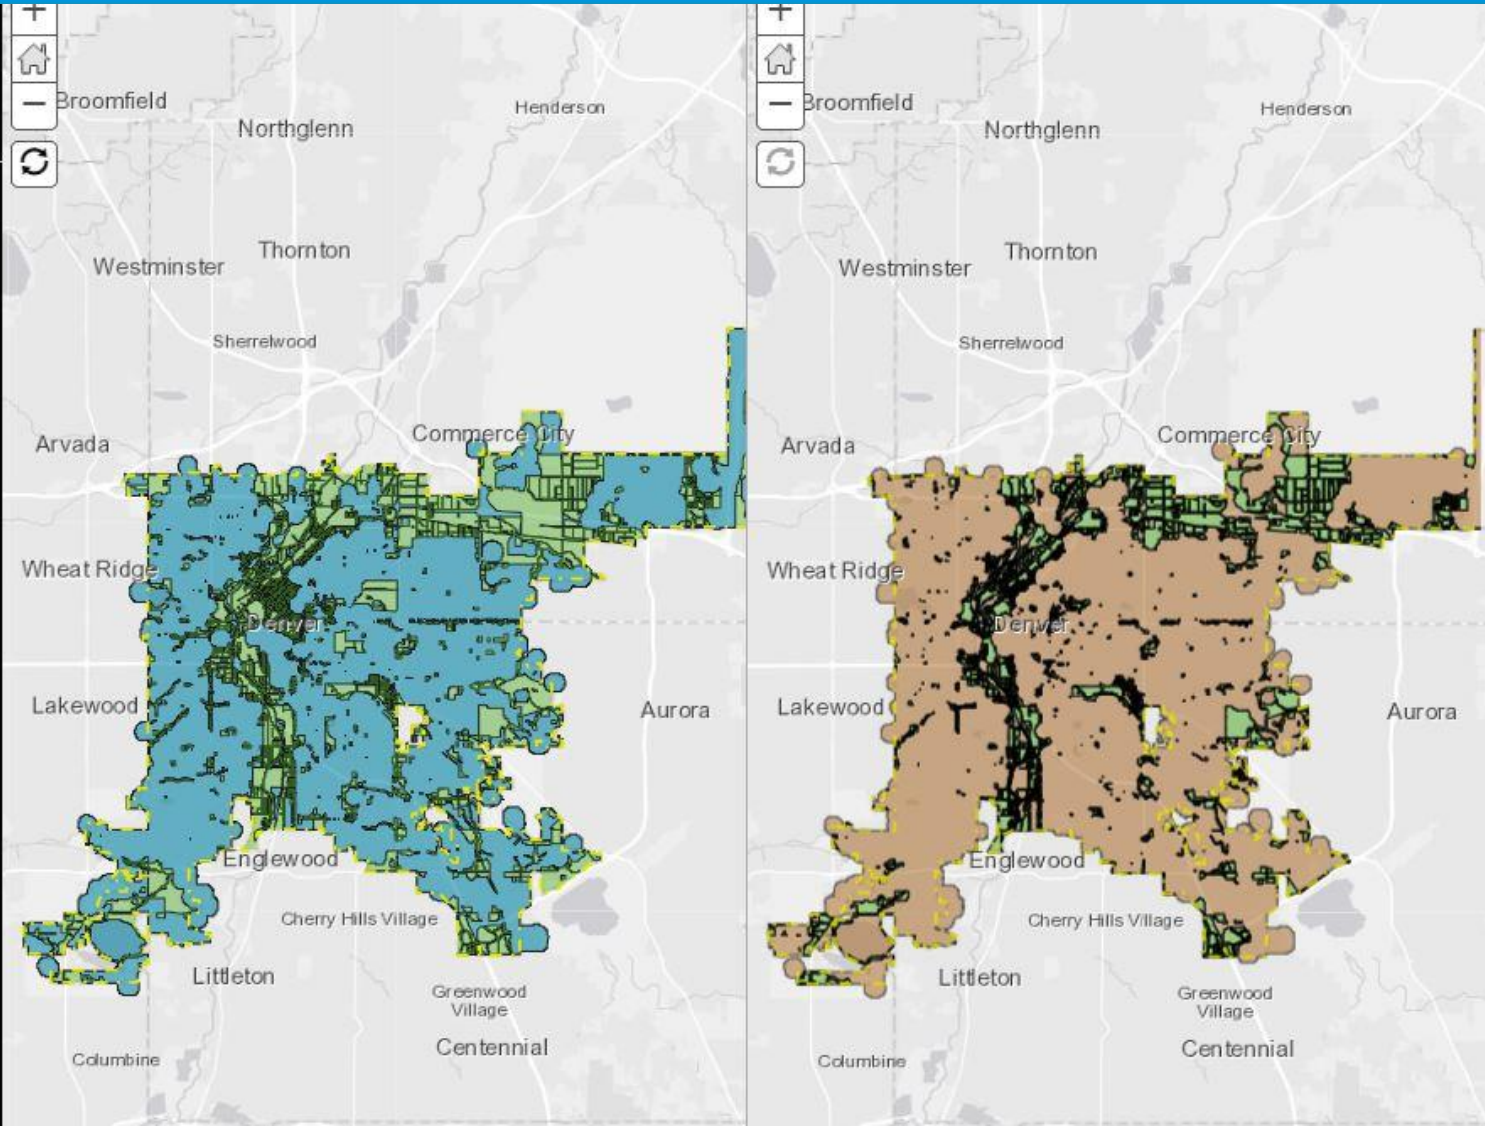 +
−
Broomfield
Northglenn
Henderson
Westminster
Thornton
Sherrelwood
Arvada
Commerce City
Wheat Ridge
Denver
Lakewood
Aurora
Englewood
Cherry Hills Village
Littleton
Greenwood
Village
Centennial
Columbine
+
−
Broomfield
Northglenn
Henderson
Westminster
Thornton
Sherrelwood
Arvada
Commerce City
Wheat Ridge
Denver
Lakewood
Aurora
Englewood
Cherry Hills Village
Littleton
Greenwood
Village
Centennial
Columbine